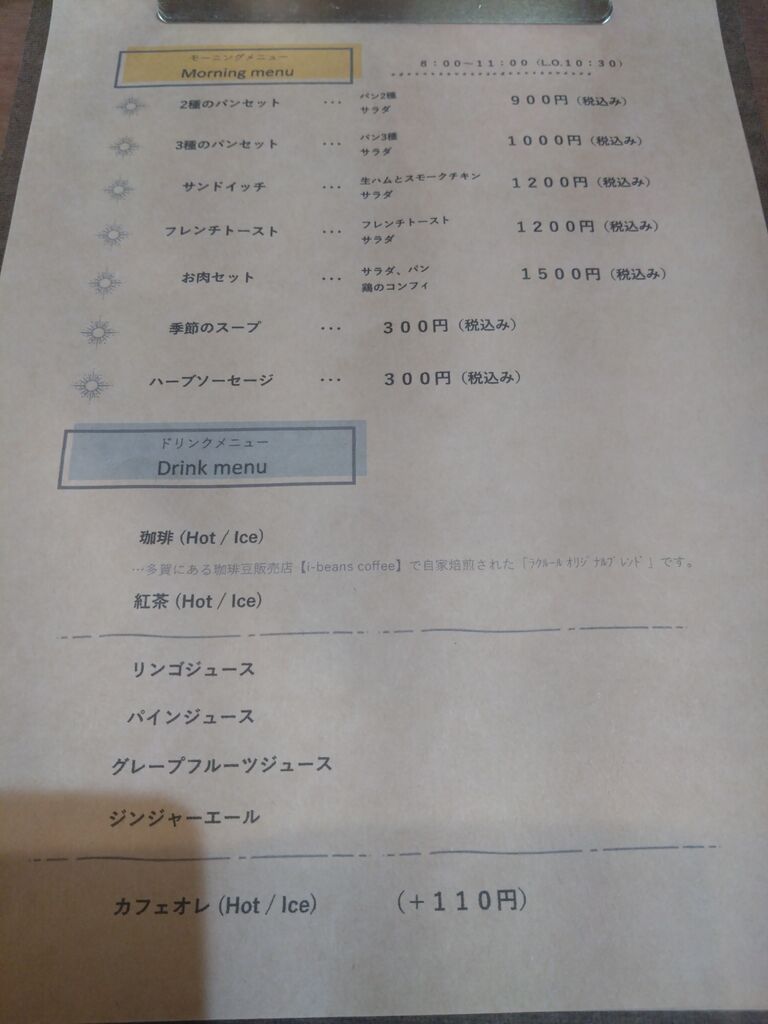 モーニングメニュー
Morning menu
8：00～11：00（L.O.10：30）
2種のパンセット ・・・ パン2種 900円（税込み）
サラダ
3種のパンセット ・・・ パン3種 1000円（税込み）
サラダ
サンドイッチ ・・・ 生ハムとスモークチキン 1200円（税込み）
サラダ
フレンチトースト ・・・ フレンチトースト 1200円（税込み）
サラダ
お肉セット ・・・ サラダ、パン 1500円（税込み）
鶏のコンフィ
季節のスープ ・・・ 300円（税込み）
ハーブソーセージ ・・・ 300円（税込み）
ドリンクメニュー
Drink menu
珈琲 (Hot / Ice)
…多賀にある珈琲豆販売店【i-beans coffee】で自家焙煎された「ﾗｸﾙｰﾙ ｵﾘｼﾞﾅﾙﾌﾞﾚﾝﾄﾞ」です。
紅茶 (Hot / Ice)
リンゴジュース
パインジュース
グレープフルーツジュース
ジンジャーエール
カフェオレ (Hot / Ice) （＋110円）